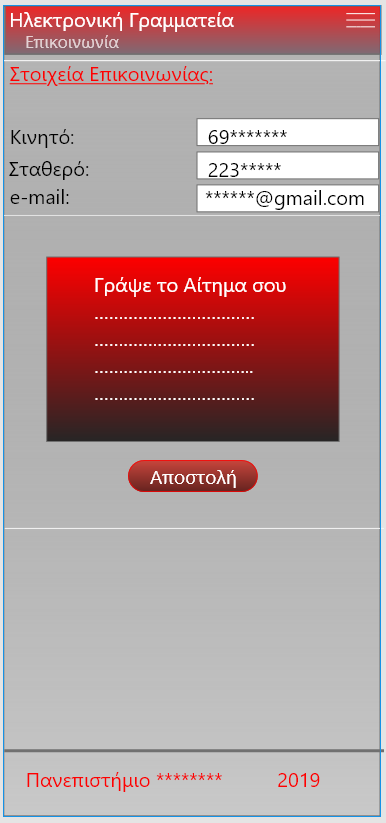 Ηλεκτρονική Γραμματεία
Επικοινωνία
Στοιχεία Επικοινωνίας:
Κινητό: 69*******
Σταθερό: 223*****
e-mail: ******@gmail.com
Γράψε το Αίτημα σου
.................................
.................................
.................................
.................................
Αποστολή
Πανεπιστήμιο ******** 2019